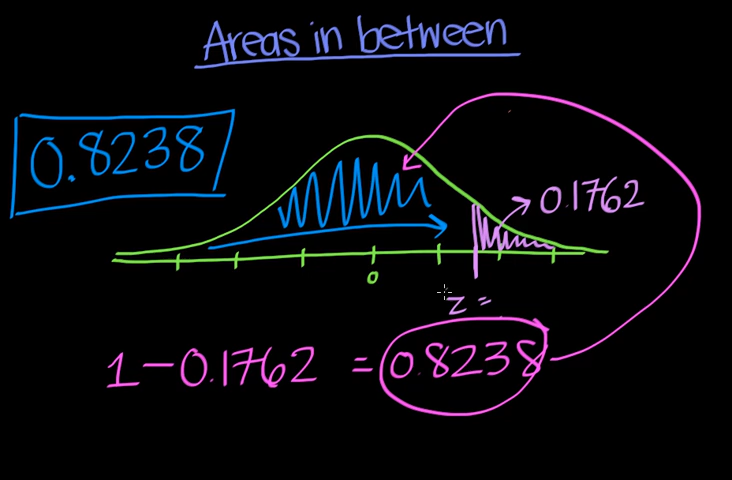 Areas in between
0.8238
0.1762
0
z =
1 - 0.1762 = 0.8238